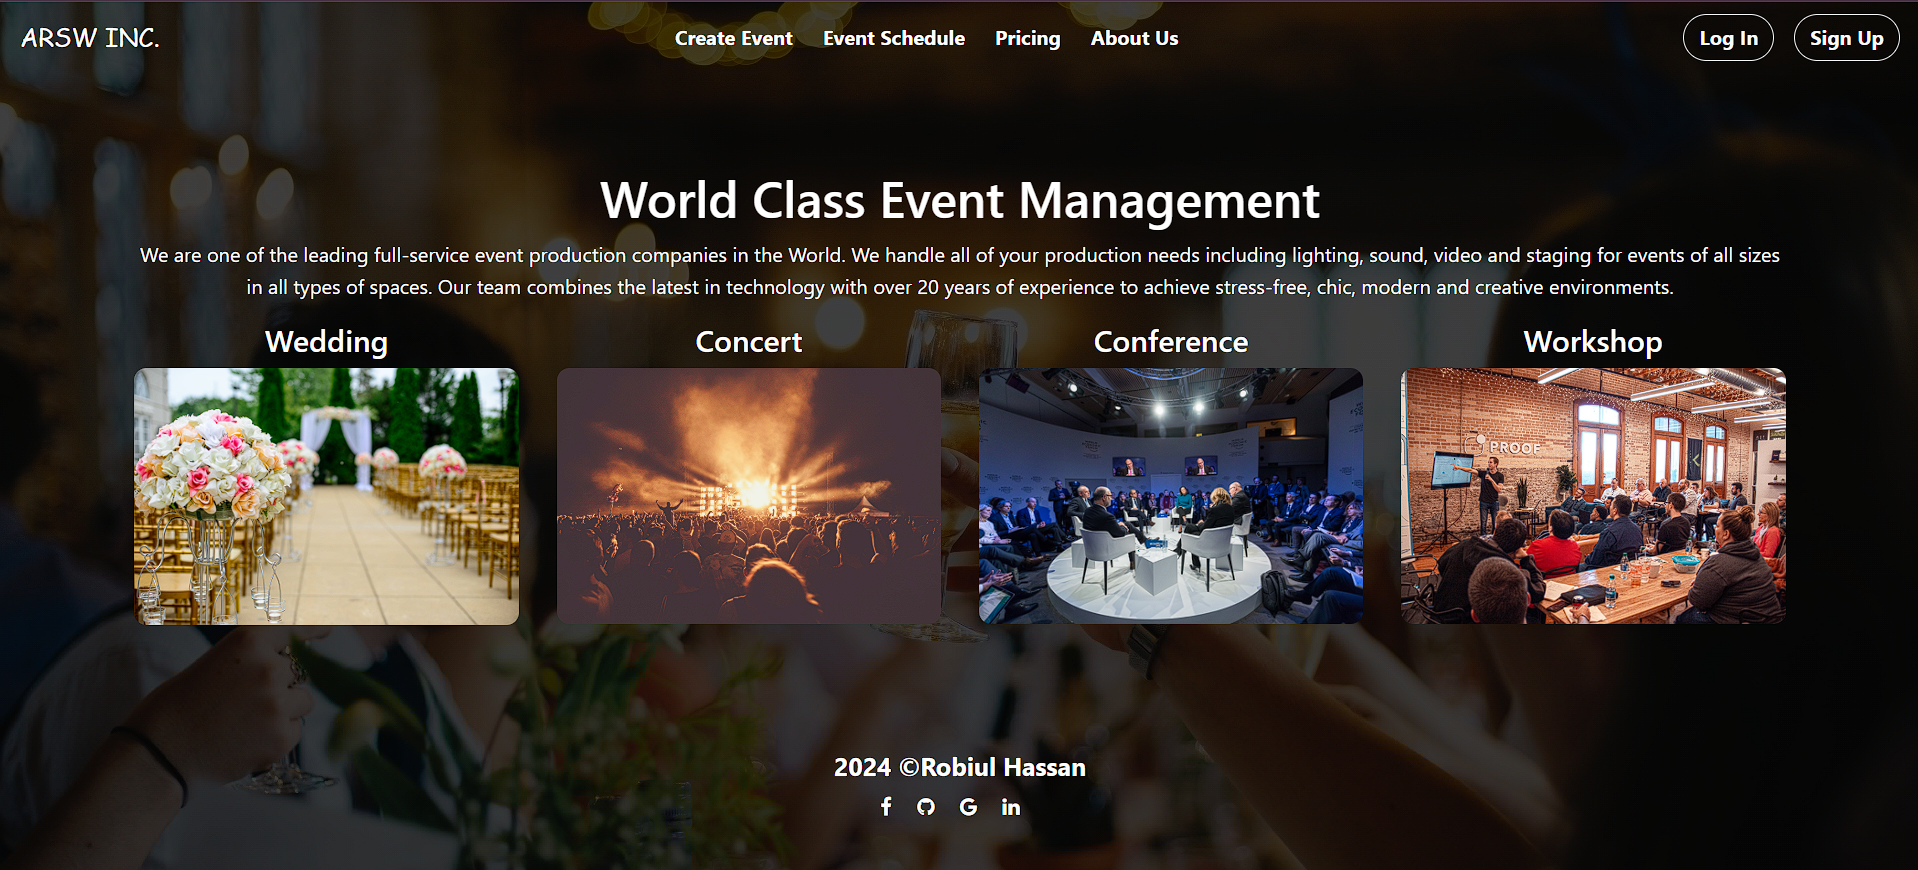 ARSW INC.
Create Event
Event Schedule
Pricing
About Us
Log In
Sign Up
World Class Event Management
We are one of the leading full-service event production companies in the World. We handle all of your production needs including lighting, sound, video and staging for events of all sizes
in all types of spaces. Our team combines the latest in technology with over 20 years of experience to achieve stress-free, chic, modern and creative environments.
Wedding
Concert
Conference
Workshop
PROOF
2024 ©Robiul Hassan